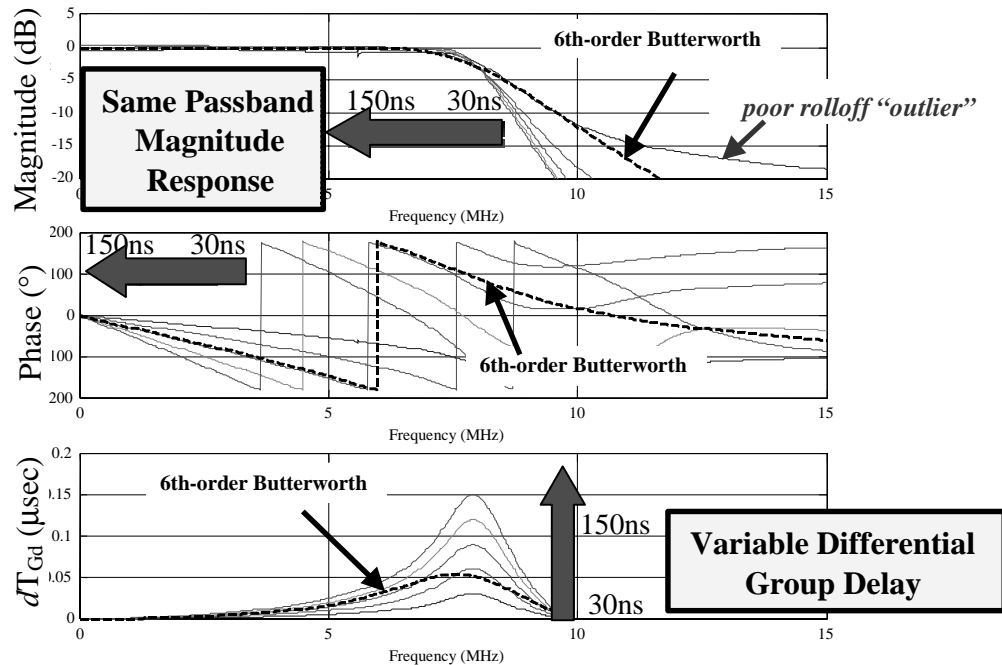 Magnitude (dB)
0
-5
-10
-15
-20
6th-order Butterworth
poor rolloff “outlier”
150ns 30ns
Same Passband
Magnitude
Response
0 5 10 15
Frequency (MHz)
Phase (°)
200
100
0
100
200
150ns 30ns
6th-order Butterworth
0 5 10 15
Frequency (MHz)
dT_Gd (μsec)
0.2
0.15
0.1
0.05
0
6th-order Butterworth
150ns
30ns
Variable Differential
Group Delay
0 5 10 15
Frequency (MHz)